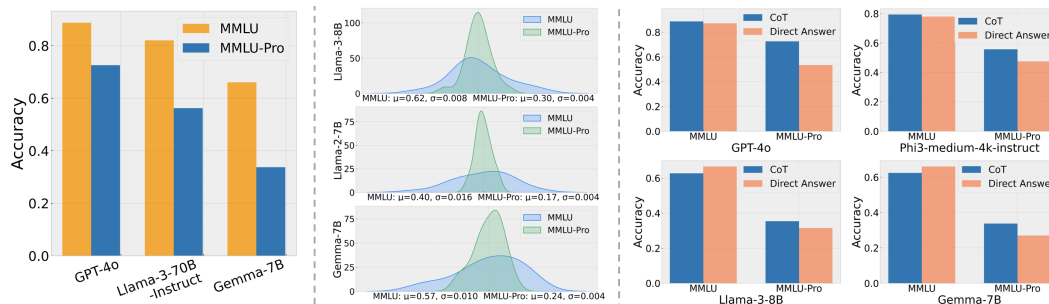 Accuracy
0.8
0.6
0.4
0.2
0.0
MMLU
MMLU-Pro
GPT-4o
Llama-3-70B
-Instruct
Gemma-7B
Llama-3-8B
100
50
0
MMLU
MMLU-Pro
MMLU: μ=0.62, σ=0.008 MMLU-Pro: μ=0.30, σ=0.004
Llama-2-7B
75
50
25
0
MMLU
MMLU-Pro
MMLU: μ=0.40, σ=0.016 MMLU-Pro: μ=0.17, σ=0.004
Gemma-7B
75
50
25
0
MMLU
MMLU-Pro
MMLU: μ=0.57, σ=0.010 MMLU-Pro: μ=0.24, σ=0.004
Accuracy
0.8
0.6
0.4
0.2
0.0
CoT
Direct Answer
MMLU
MMLU-Pro
GPT-4o
Accuracy
0.8
0.6
0.4
0.2
0.0
CoT
Direct Answer
MMLU
MMLU-Pro
Phi3-medium-4k-instruct
Accuracy
0.6
0.4
0.2
0.0
CoT
Direct Answer
MMLU
MMLU-Pro
Llama-3-8B
Accuracy
0.6
0.4
0.2
0.0
CoT
Direct Answer
MMLU
MMLU-Pro
Gemma-7B